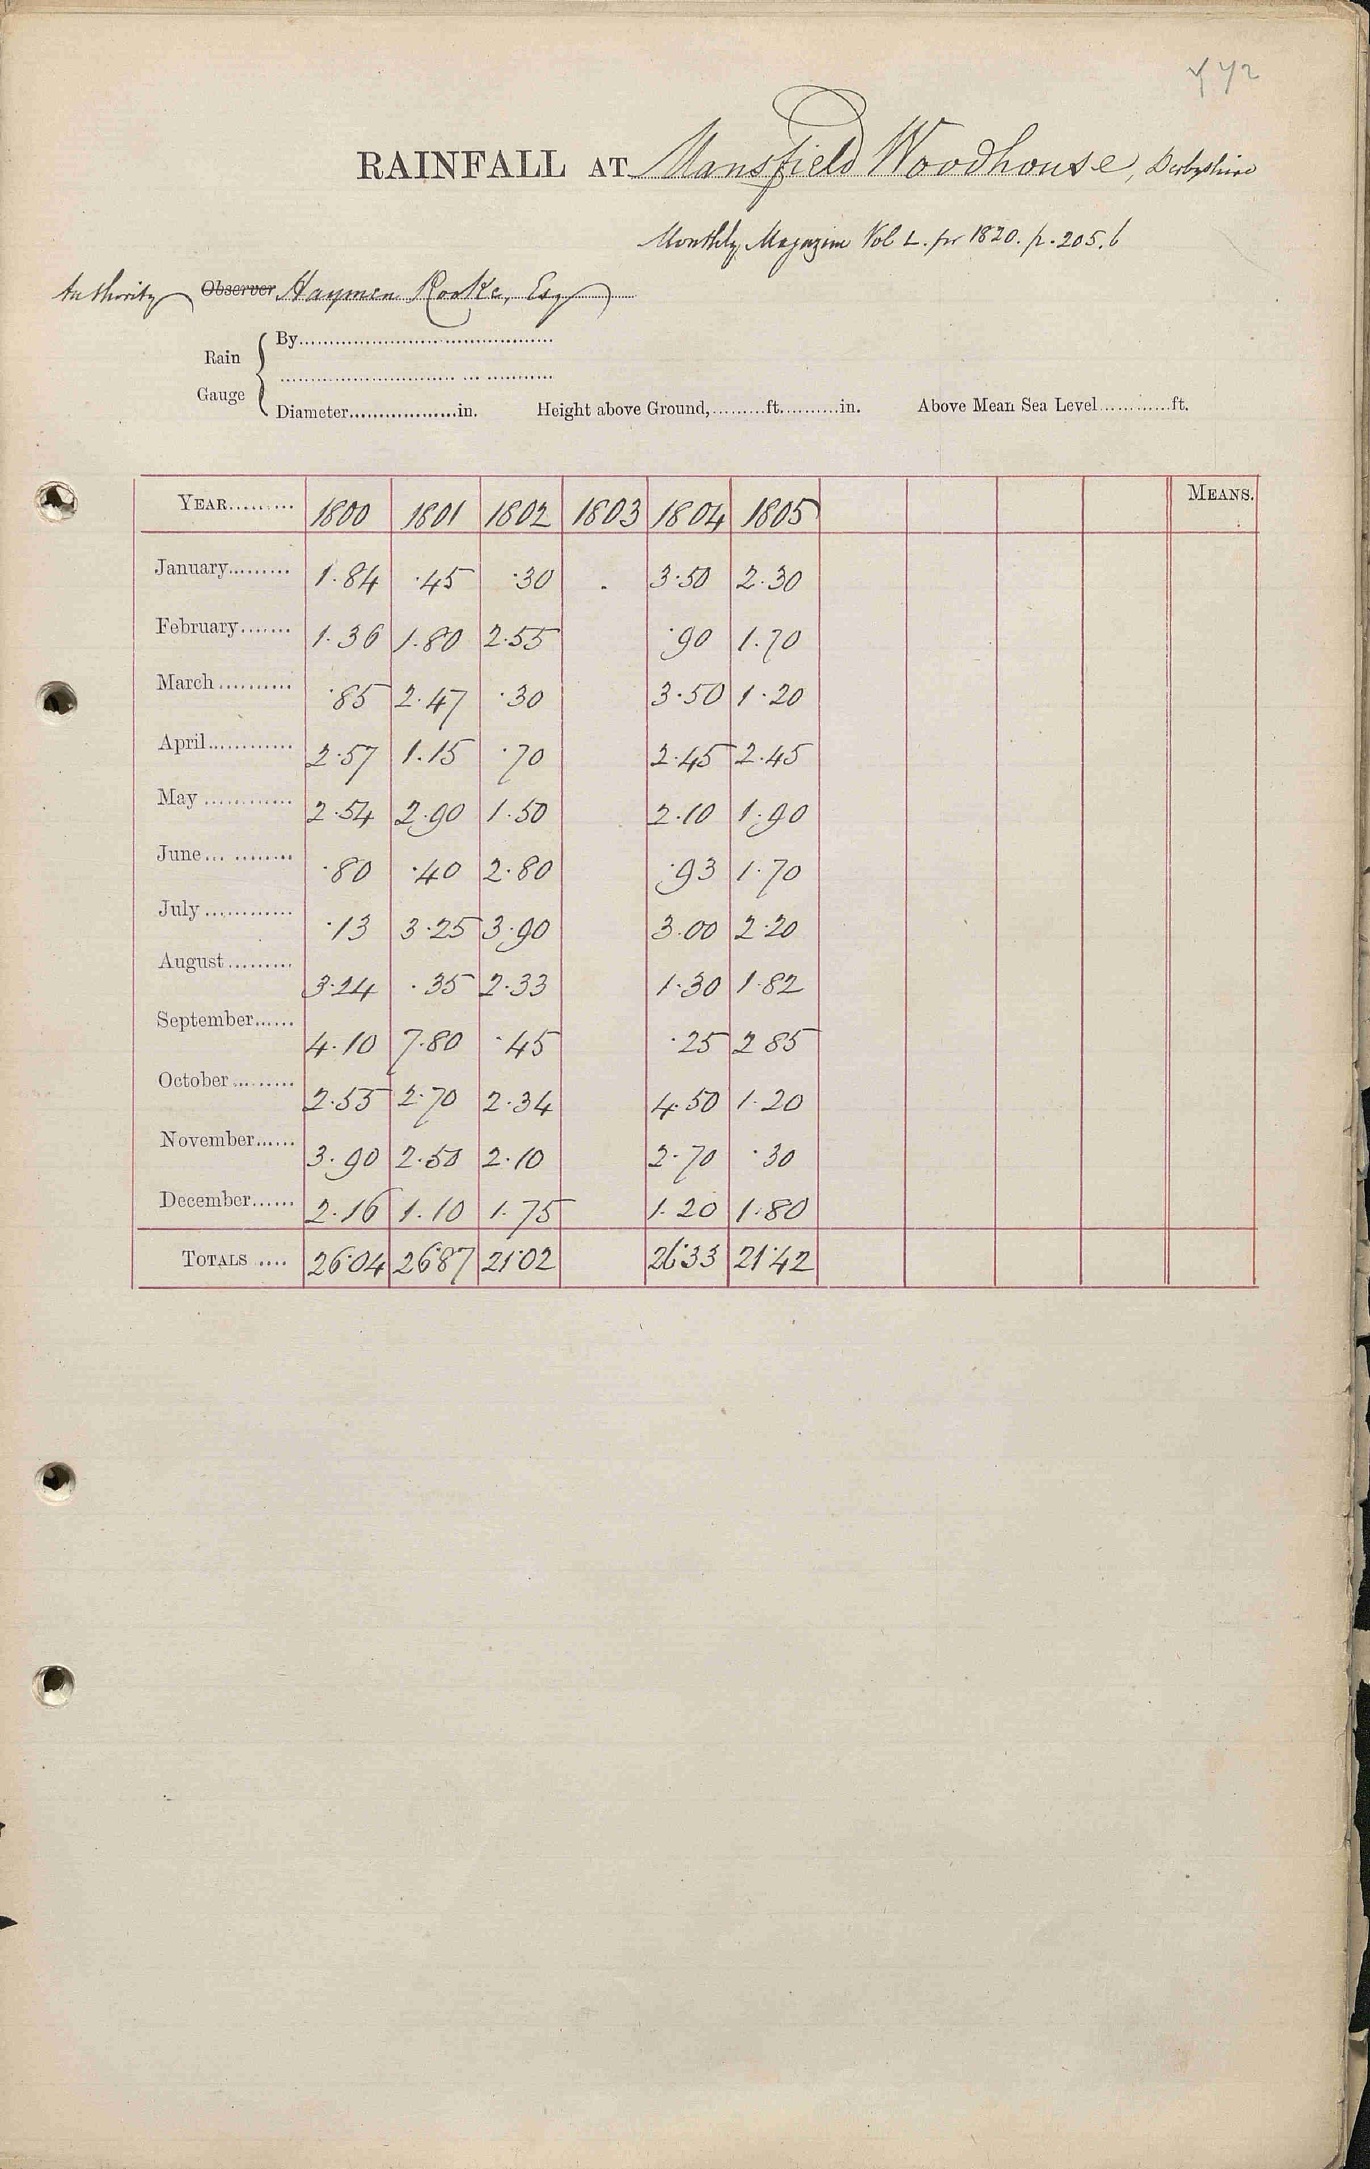 RAINFALL AT Mansfield Woodhouse, Derbyshire
Monthly Magazine Vol L. for 1820. p. 205.6
Authority Observer Haymen Rooke, Esq
Rain Gauge
By
Diameter in. Height above Ground, ft. in. Above Mean Sea Level ft.
YEAR 1800 1801 1802 1803 1804 1805 MEANS.
January 1.84 .45 .30 . 3.50 2.30
February 1.36 1.80 2.55 .90 1.70
March .85 2.47 .30 3.50 1.20
April 2.57 1.15 .70 2.45 2.45
May 2.54 2.90 1.50 2.10 1.90
June .80 .40 2.80 .93 1.70
July .13 3.25 3.90 3.00 2.20
August 3.24 .35 2.33 1.30 1.82
September 4.10 7.80 .45 .25 2 85
October 2.55 2.70 2.34 4.50 1.20
November 3.90 2.50 2.10 2.70 .30
December 2.16 1.10 1.75 1.20 1.80
TOTALS 26.04 26.87 21.02 26.33 21.42